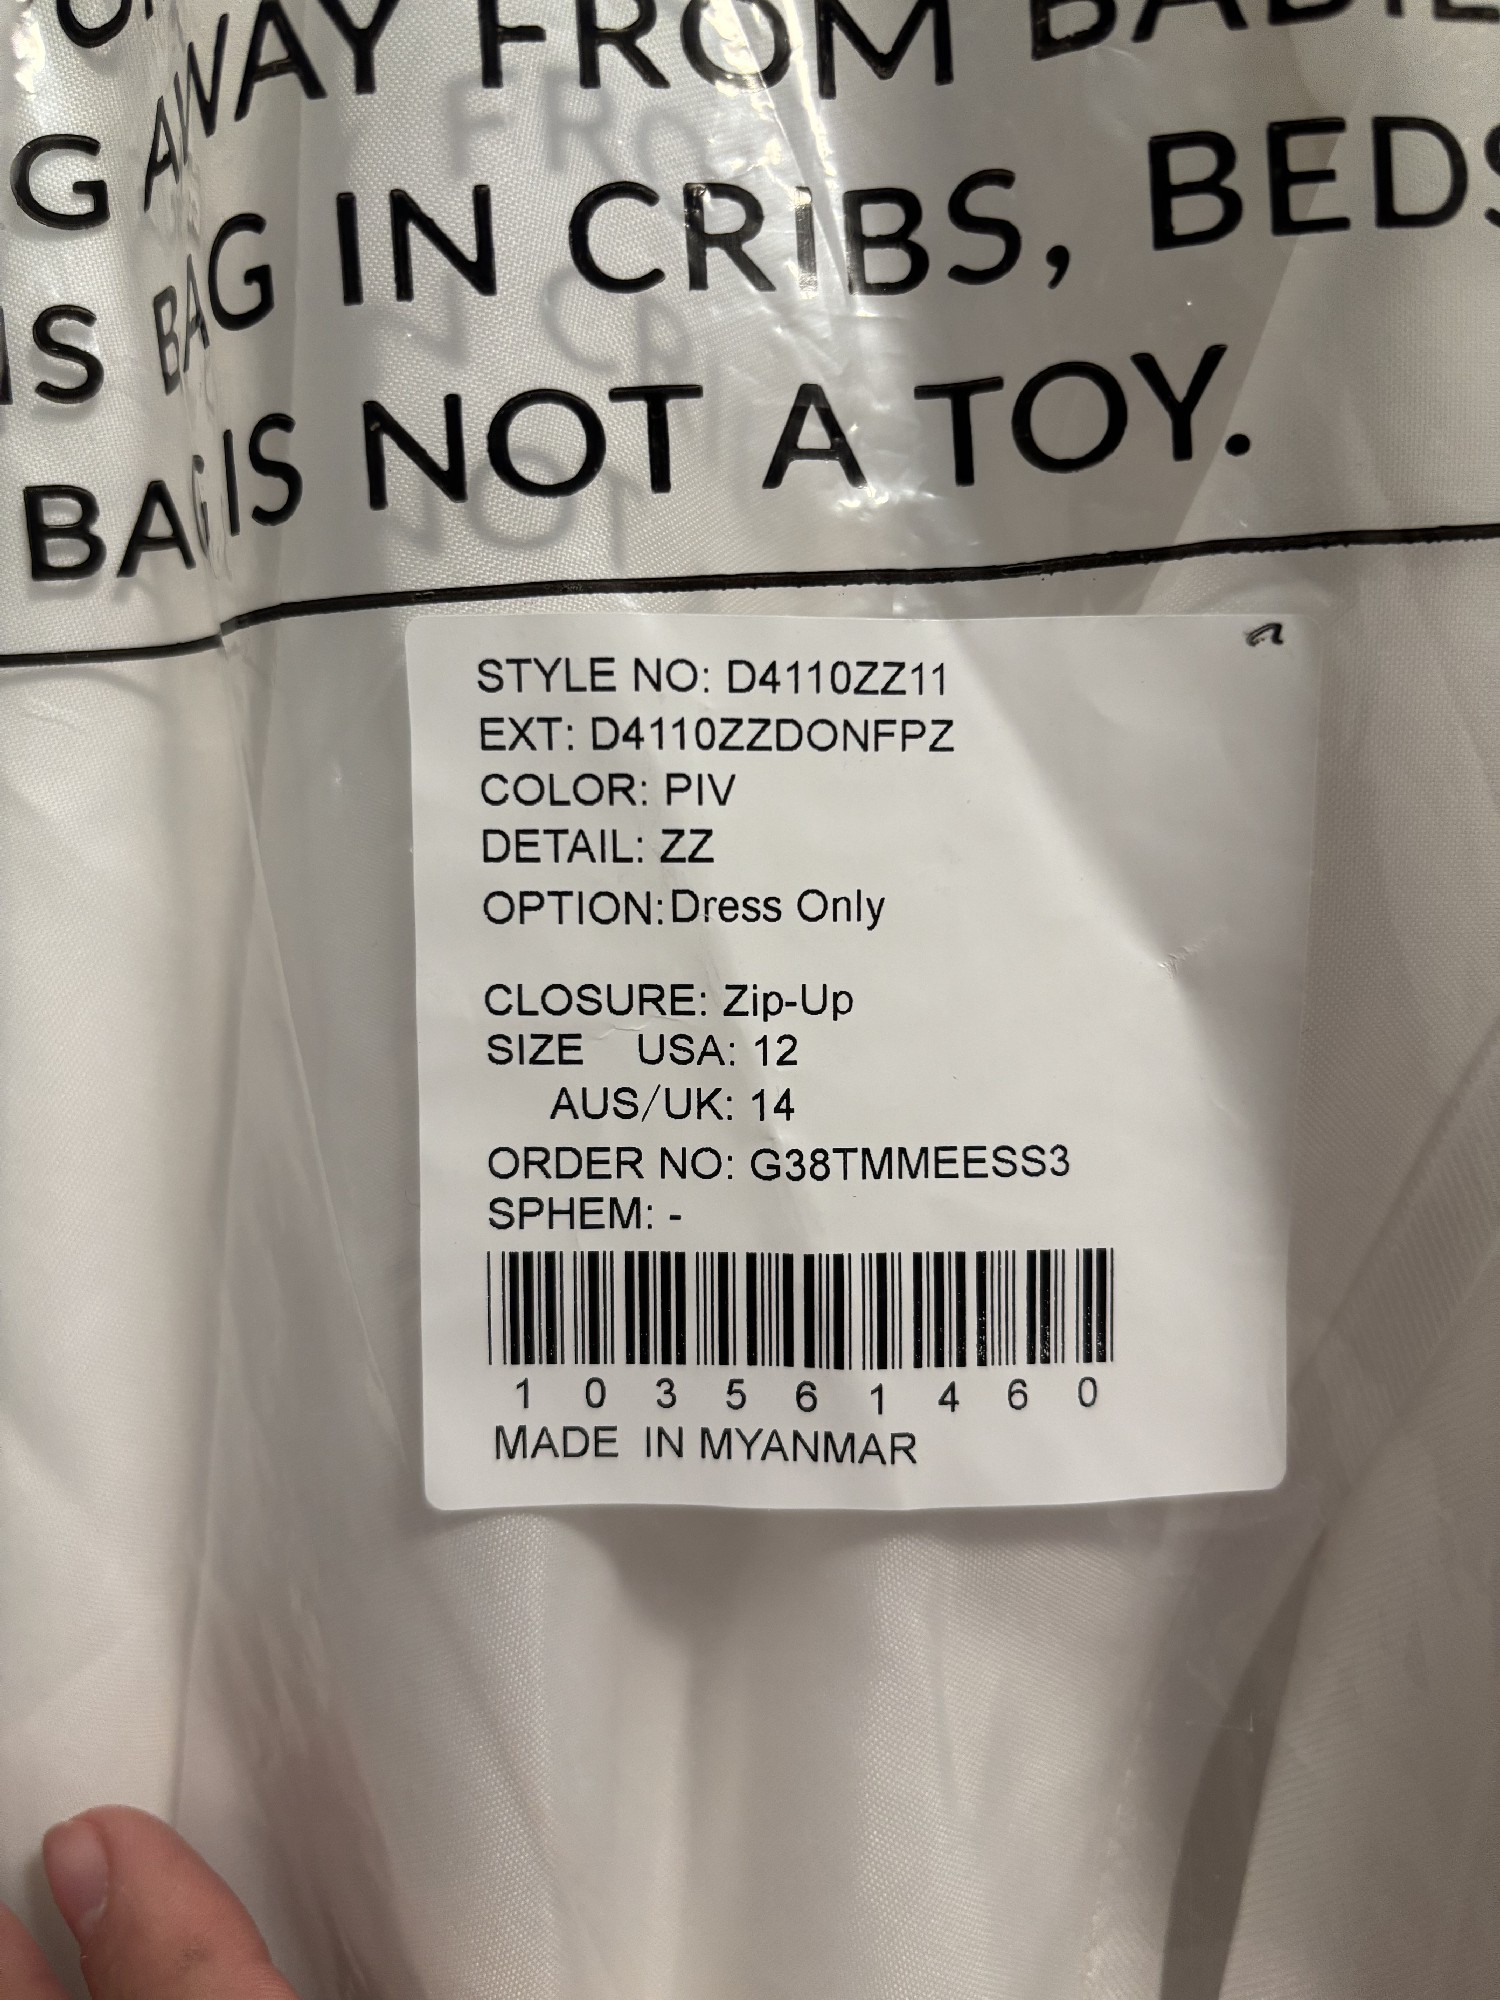 AWAY FROM
G
IN CRIBS, BEDS
IS BAG
BAG IS NOT A TOY.
STYLE NO: D4110ZZ11
EXT: D4110ZZDONFPZ
COLOR: PIV
DETAIL: ZZ
OPTION:Dress Only
CLOSURE: Zip-Up
SIZE USA: 12
AUS/UK: 14
ORDER NO: G38TMMEESS3
SPHEM: -
1 0 3 5 6 1 4 6 0
MADE IN MYANMAR